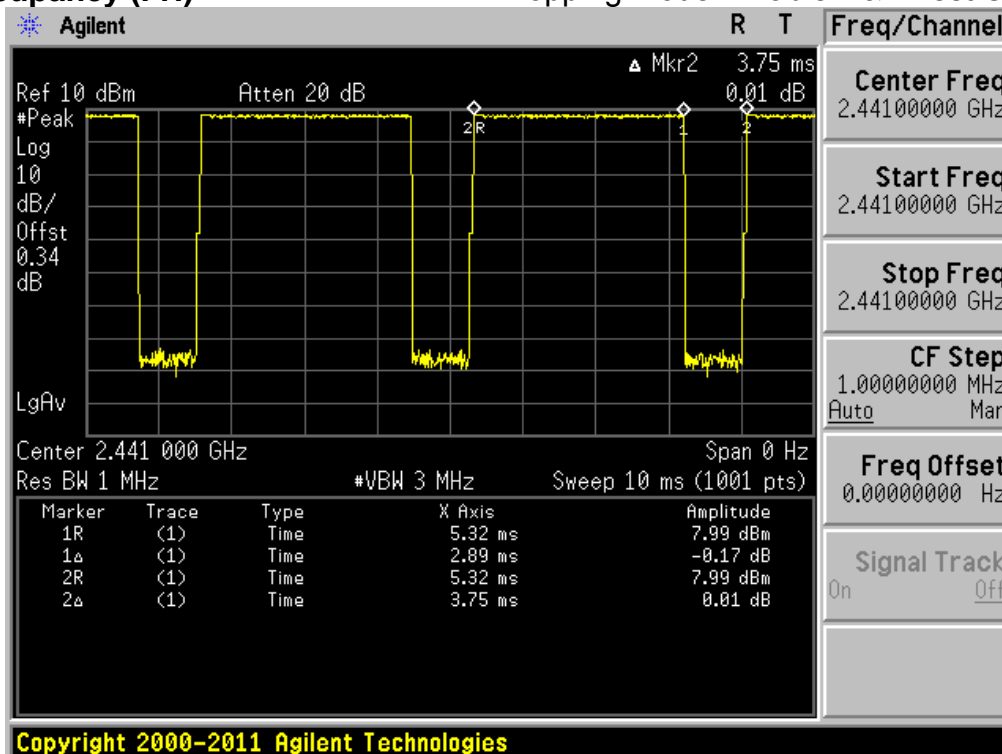 Agilent R T
Freq/Channel
▵ Mkr2 3.75 ms
Ref 10 dBm Atten 20 dB 0.01 dB
#Peak
Log
10
dB/
Offst
0.34
dB
LgAv
2R
1
2
Center 2.441 000 GHz Span 0 Hz
Res BW 1 MHz #VBW 3 MHz Sweep 10 ms (1001 pts)
Marker Trace Type X Axis Amplitude
1R (1) Time 5.32 ms 7.99 dBm
1▵ (1) Time 2.89 ms -0.17 dB
2R (1) Time 5.32 ms 7.99 dBm
2▵ (1) Time 3.75 ms 0.01 dB
Center Freq
2.44100000 GHz
Start Freq
2.44100000 GHz
Stop Freq
2.44100000 GHz
CF Step
1.00000000 MHz
Auto Man
Freq Offset
0.00000000 Hz
Signal Track
On Off
Copyright 2000-2011 Agilent Technologies